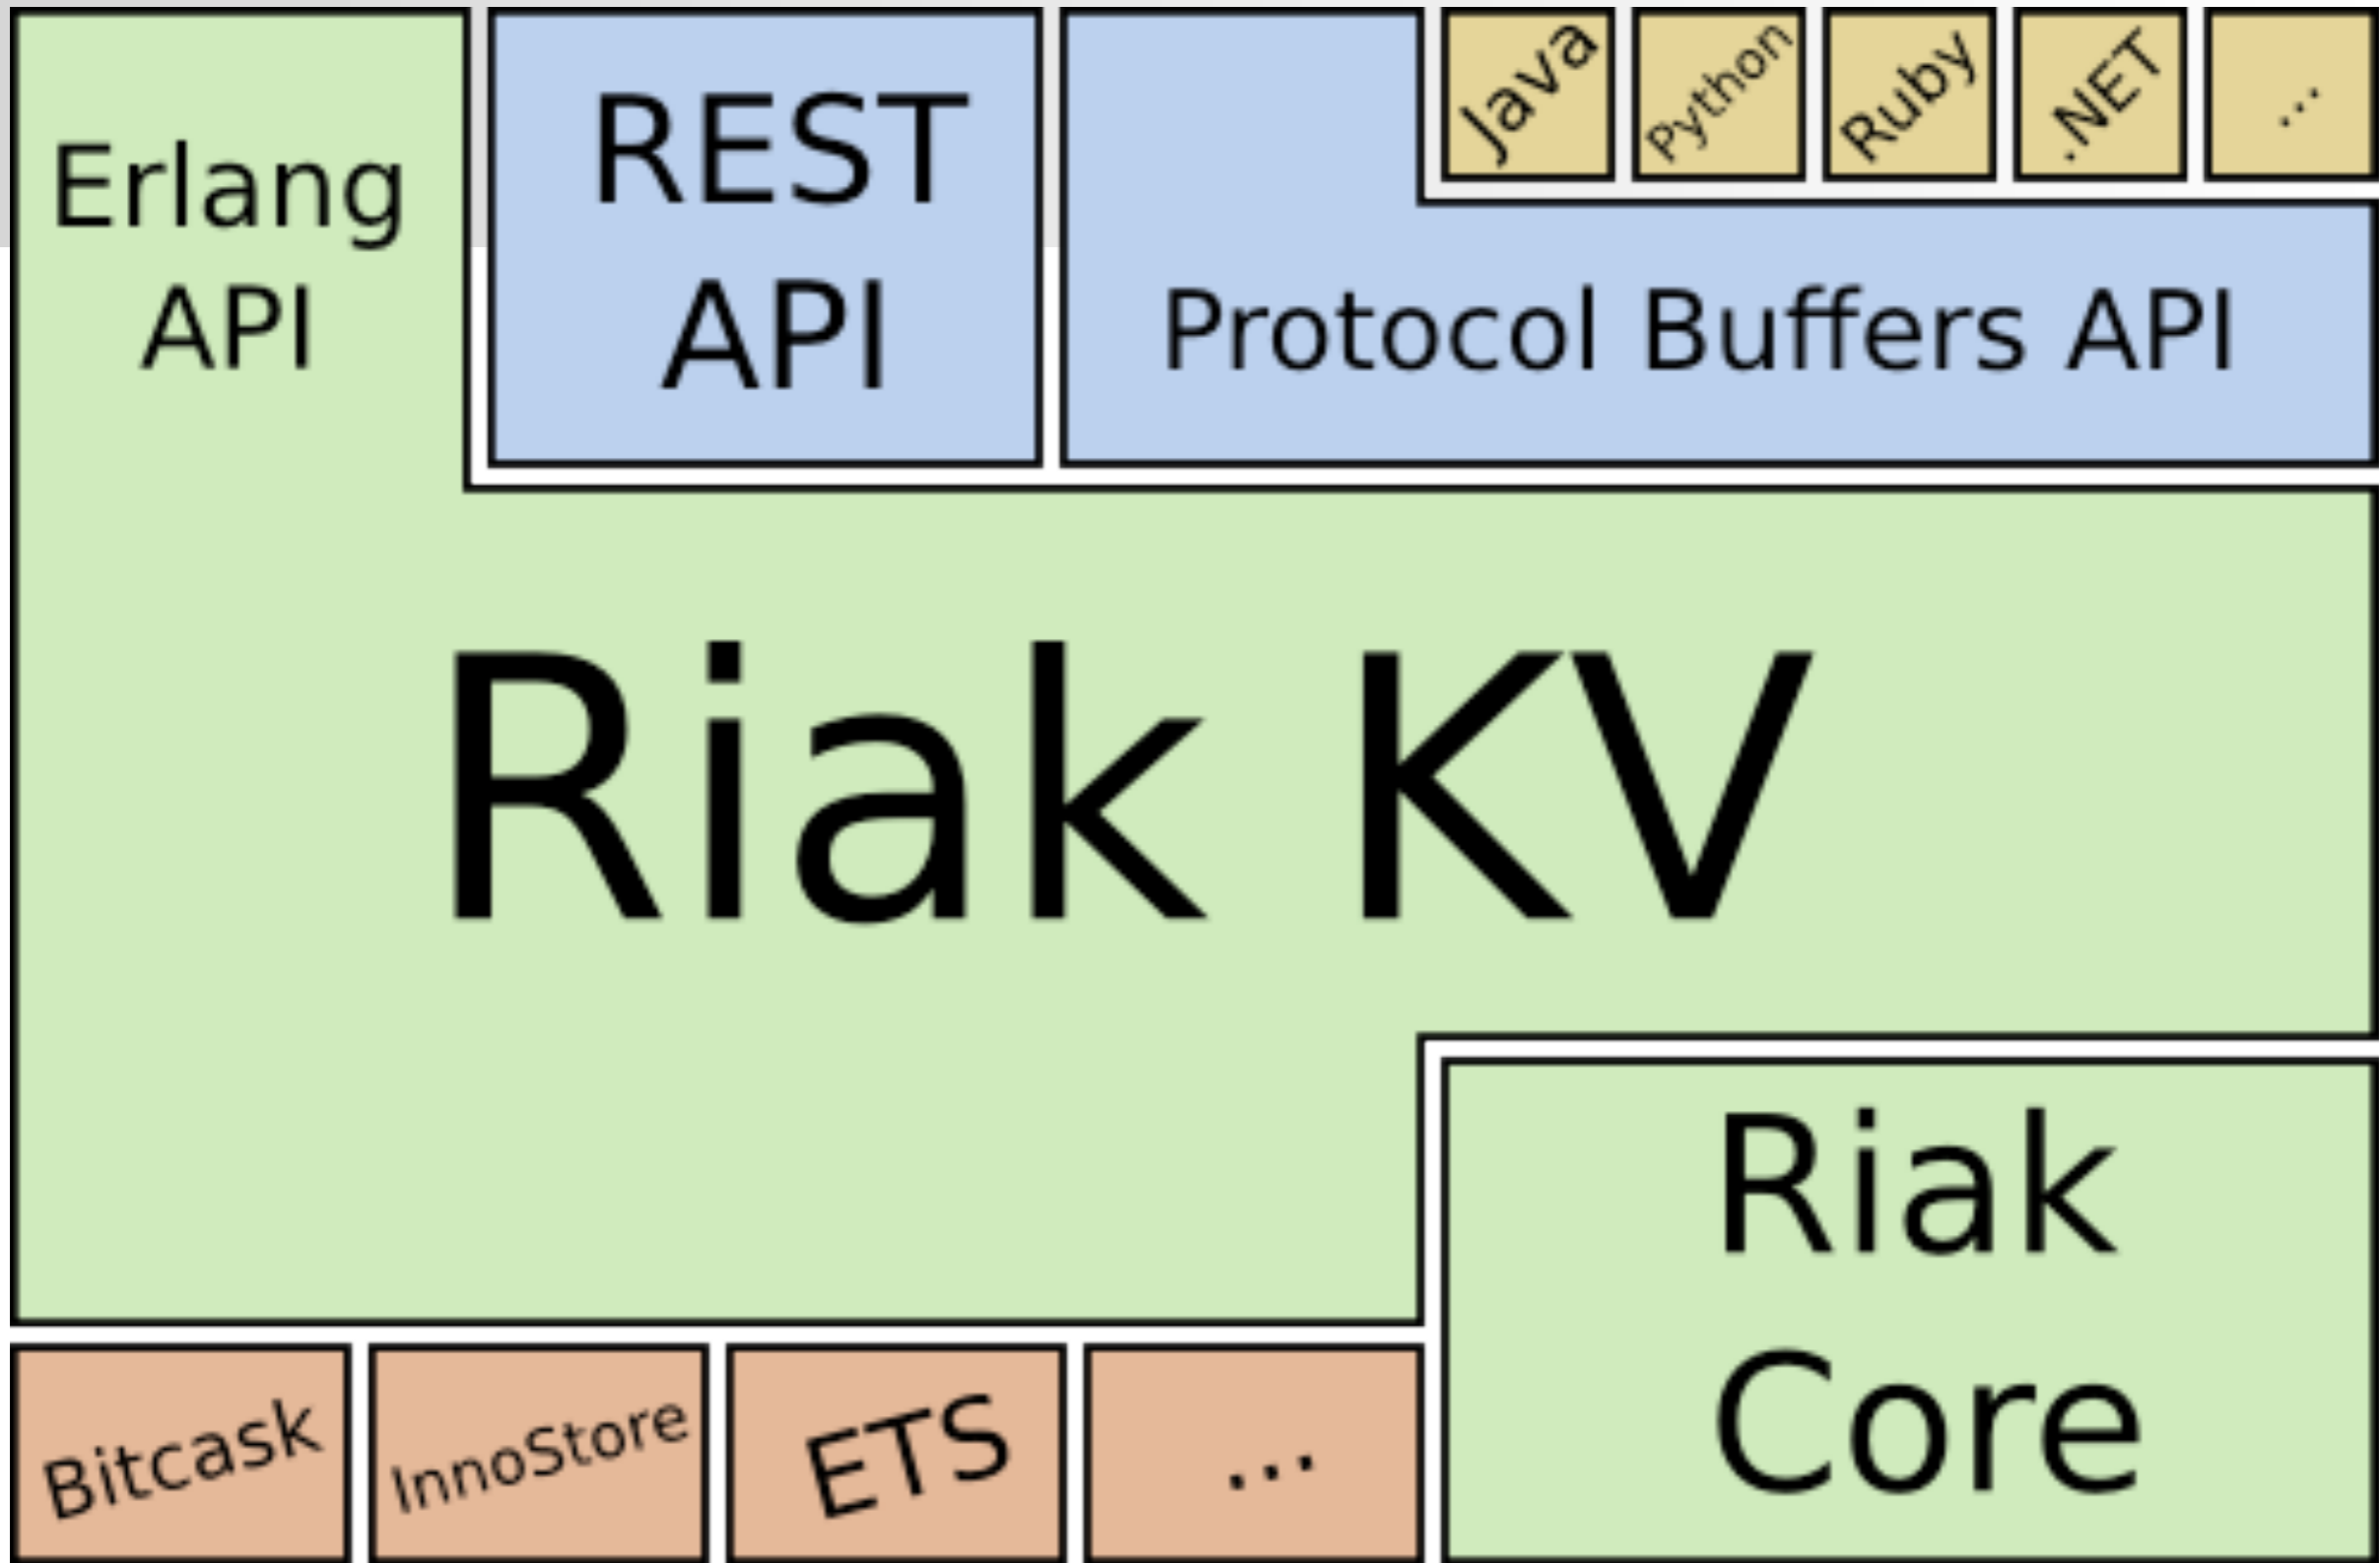 Erlang
API
REST
API
Protocol Buffers API
Java
Python
Ruby
.NET
...
Riak KV
Riak
Core
Bitcask
InnoStore
ETS
...